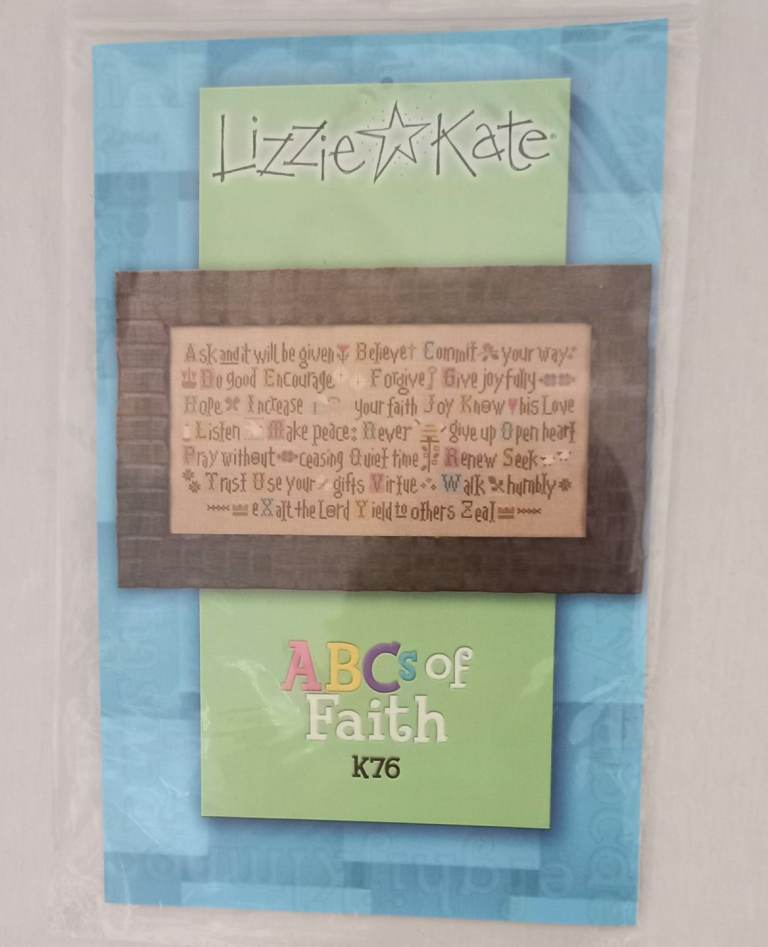 Lizzie Kate
Ask and it will be given Believe Commit your way
Do good Encourage Forgive Give joyfully
Hope Increase your faith Joy Know his Love
Listen Make peace Never give up Open heart
Pray without ceasing Quiet time Renew Seek
Trust Use your gifts Virtue Walk humbly
eXalt the Lord Yield to others Zeal
ABCs of
Faith
K76